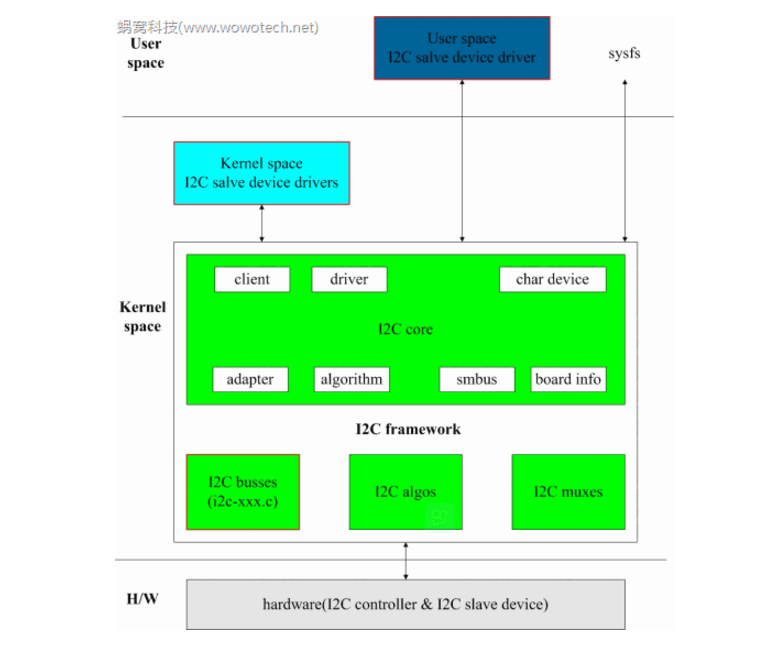 蜗窝科技(www.wowotech.net)
User
space
User space
I2C salve device driver
sysfs
Kernel space
I2C salve device drivers
Kernel
space
client
driver
char device
I2C core
adapter
algorithm
smbus
board info
I2C framework
I2C busses
(i2c-xxx.c)
I2C algos
I2C muxes
H/W
hardware(I2C controller & I2C slave device)